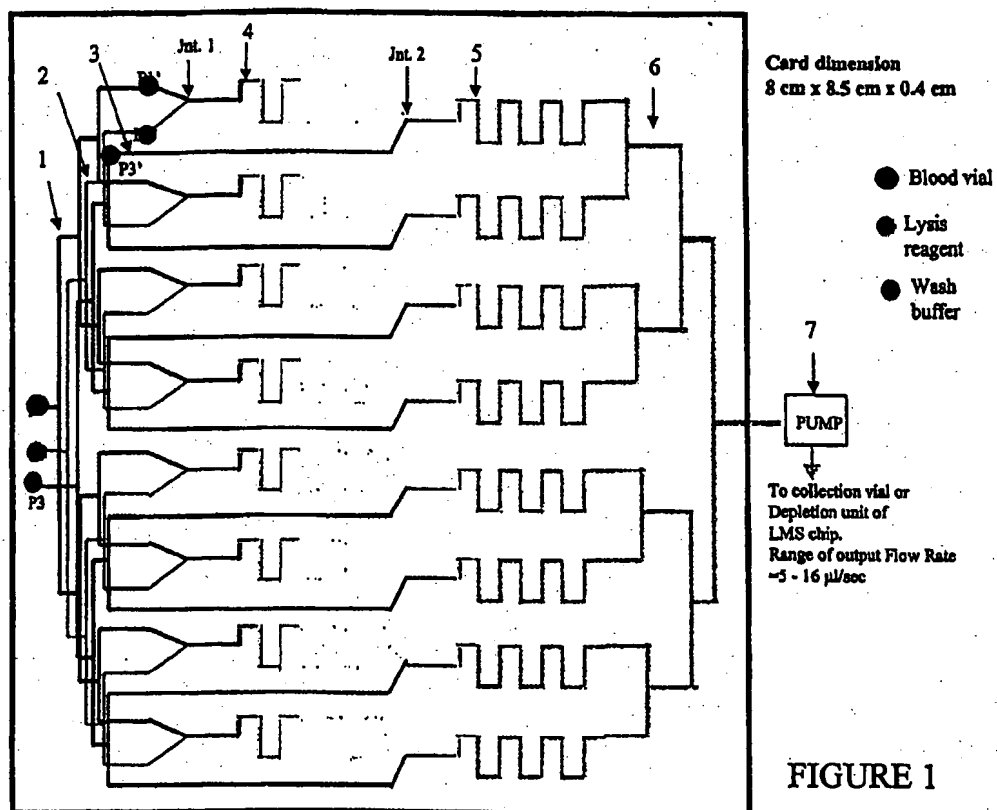 4
Jnt. 1
3
Jnt. 2
5
2
6
1
P3'
P3
Card dimension
8 cm x 8.5 cm x 0.4 cm
Blood vial
Lysis
reagent
Wash
buffer
7
PUMP
To collection vial or
Depletion unit of
LMS chip.
Range of output Flow Rate
~5 - 16 µl/sec
FIGURE 1